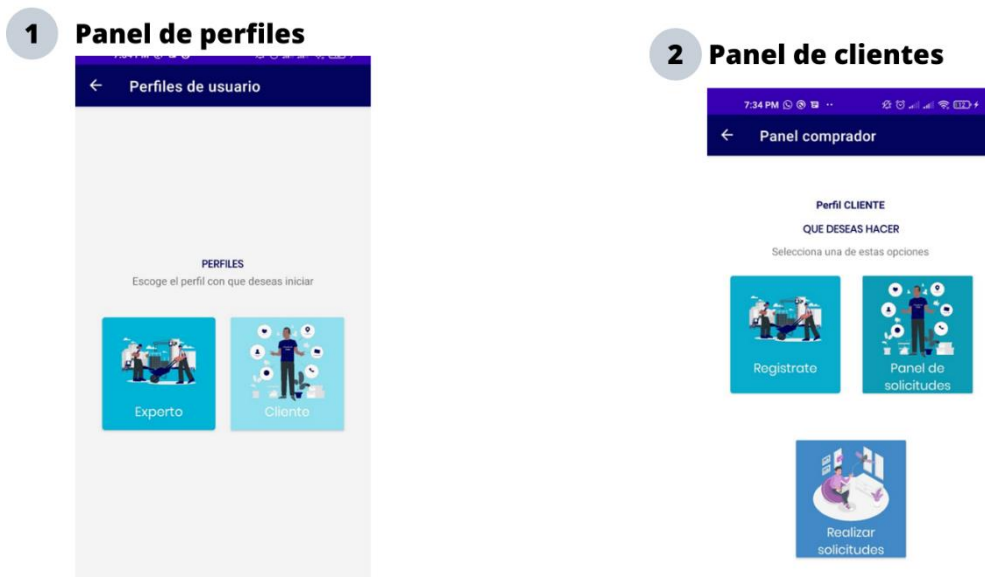 1 Panel de perfiles
Perfiles de usuario
PERFILES
Escoge el perfil con que deseas iniciar
Experto
Cliente
2 Panel de clientes
7:34 PM
Panel comprador
Perfil CLIENTE
QUE DESEAS HACER
Selecciona una de estas opciones
Registrate
Panel de
solicitudes
Realizar
solicitudes